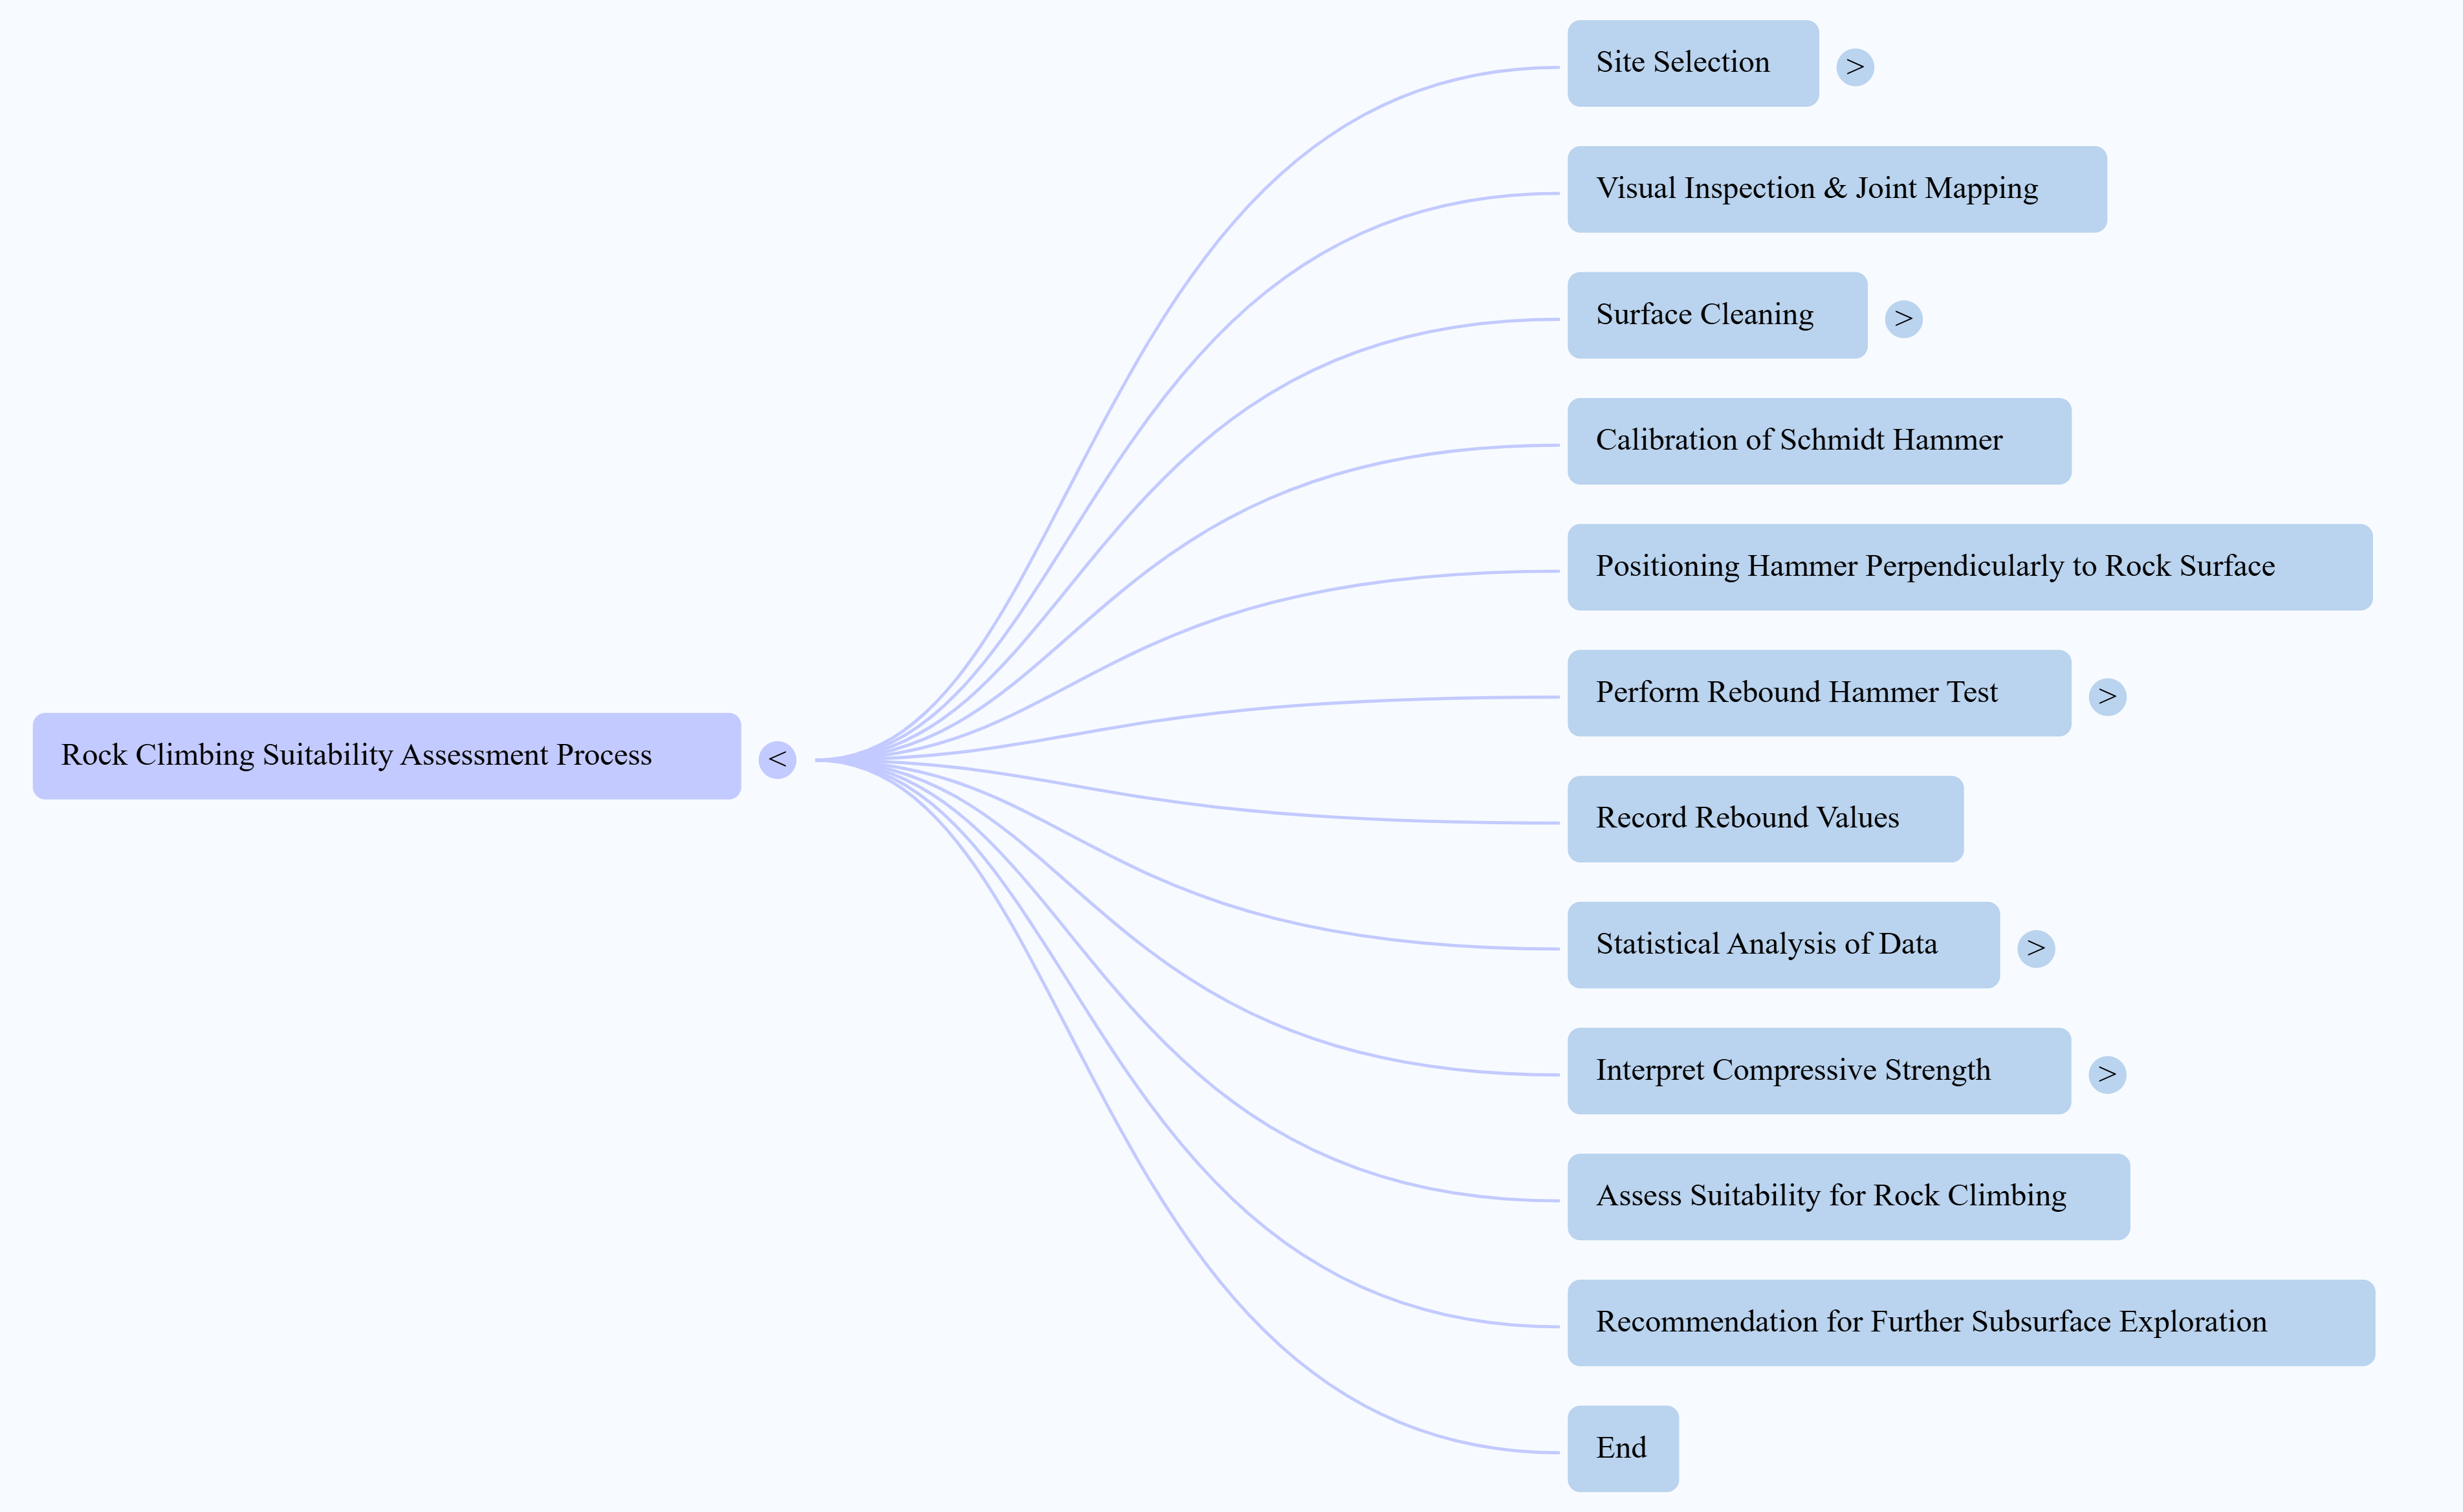 Site Selection >
Visual Inspection & Joint Mapping
Surface Cleaning >
Calibration of Schmidt Hammer
Positioning Hammer Perpendicularly to Rock Surface
Perform Rebound Hammer Test >
Rock Climbing Suitability Assessment Process <
Record Rebound Values
Statistical Analysis of Data >
Interpret Compressive Strength >
Assess Suitability for Rock Climbing
Recommendation for Further Subsurface Exploration
End